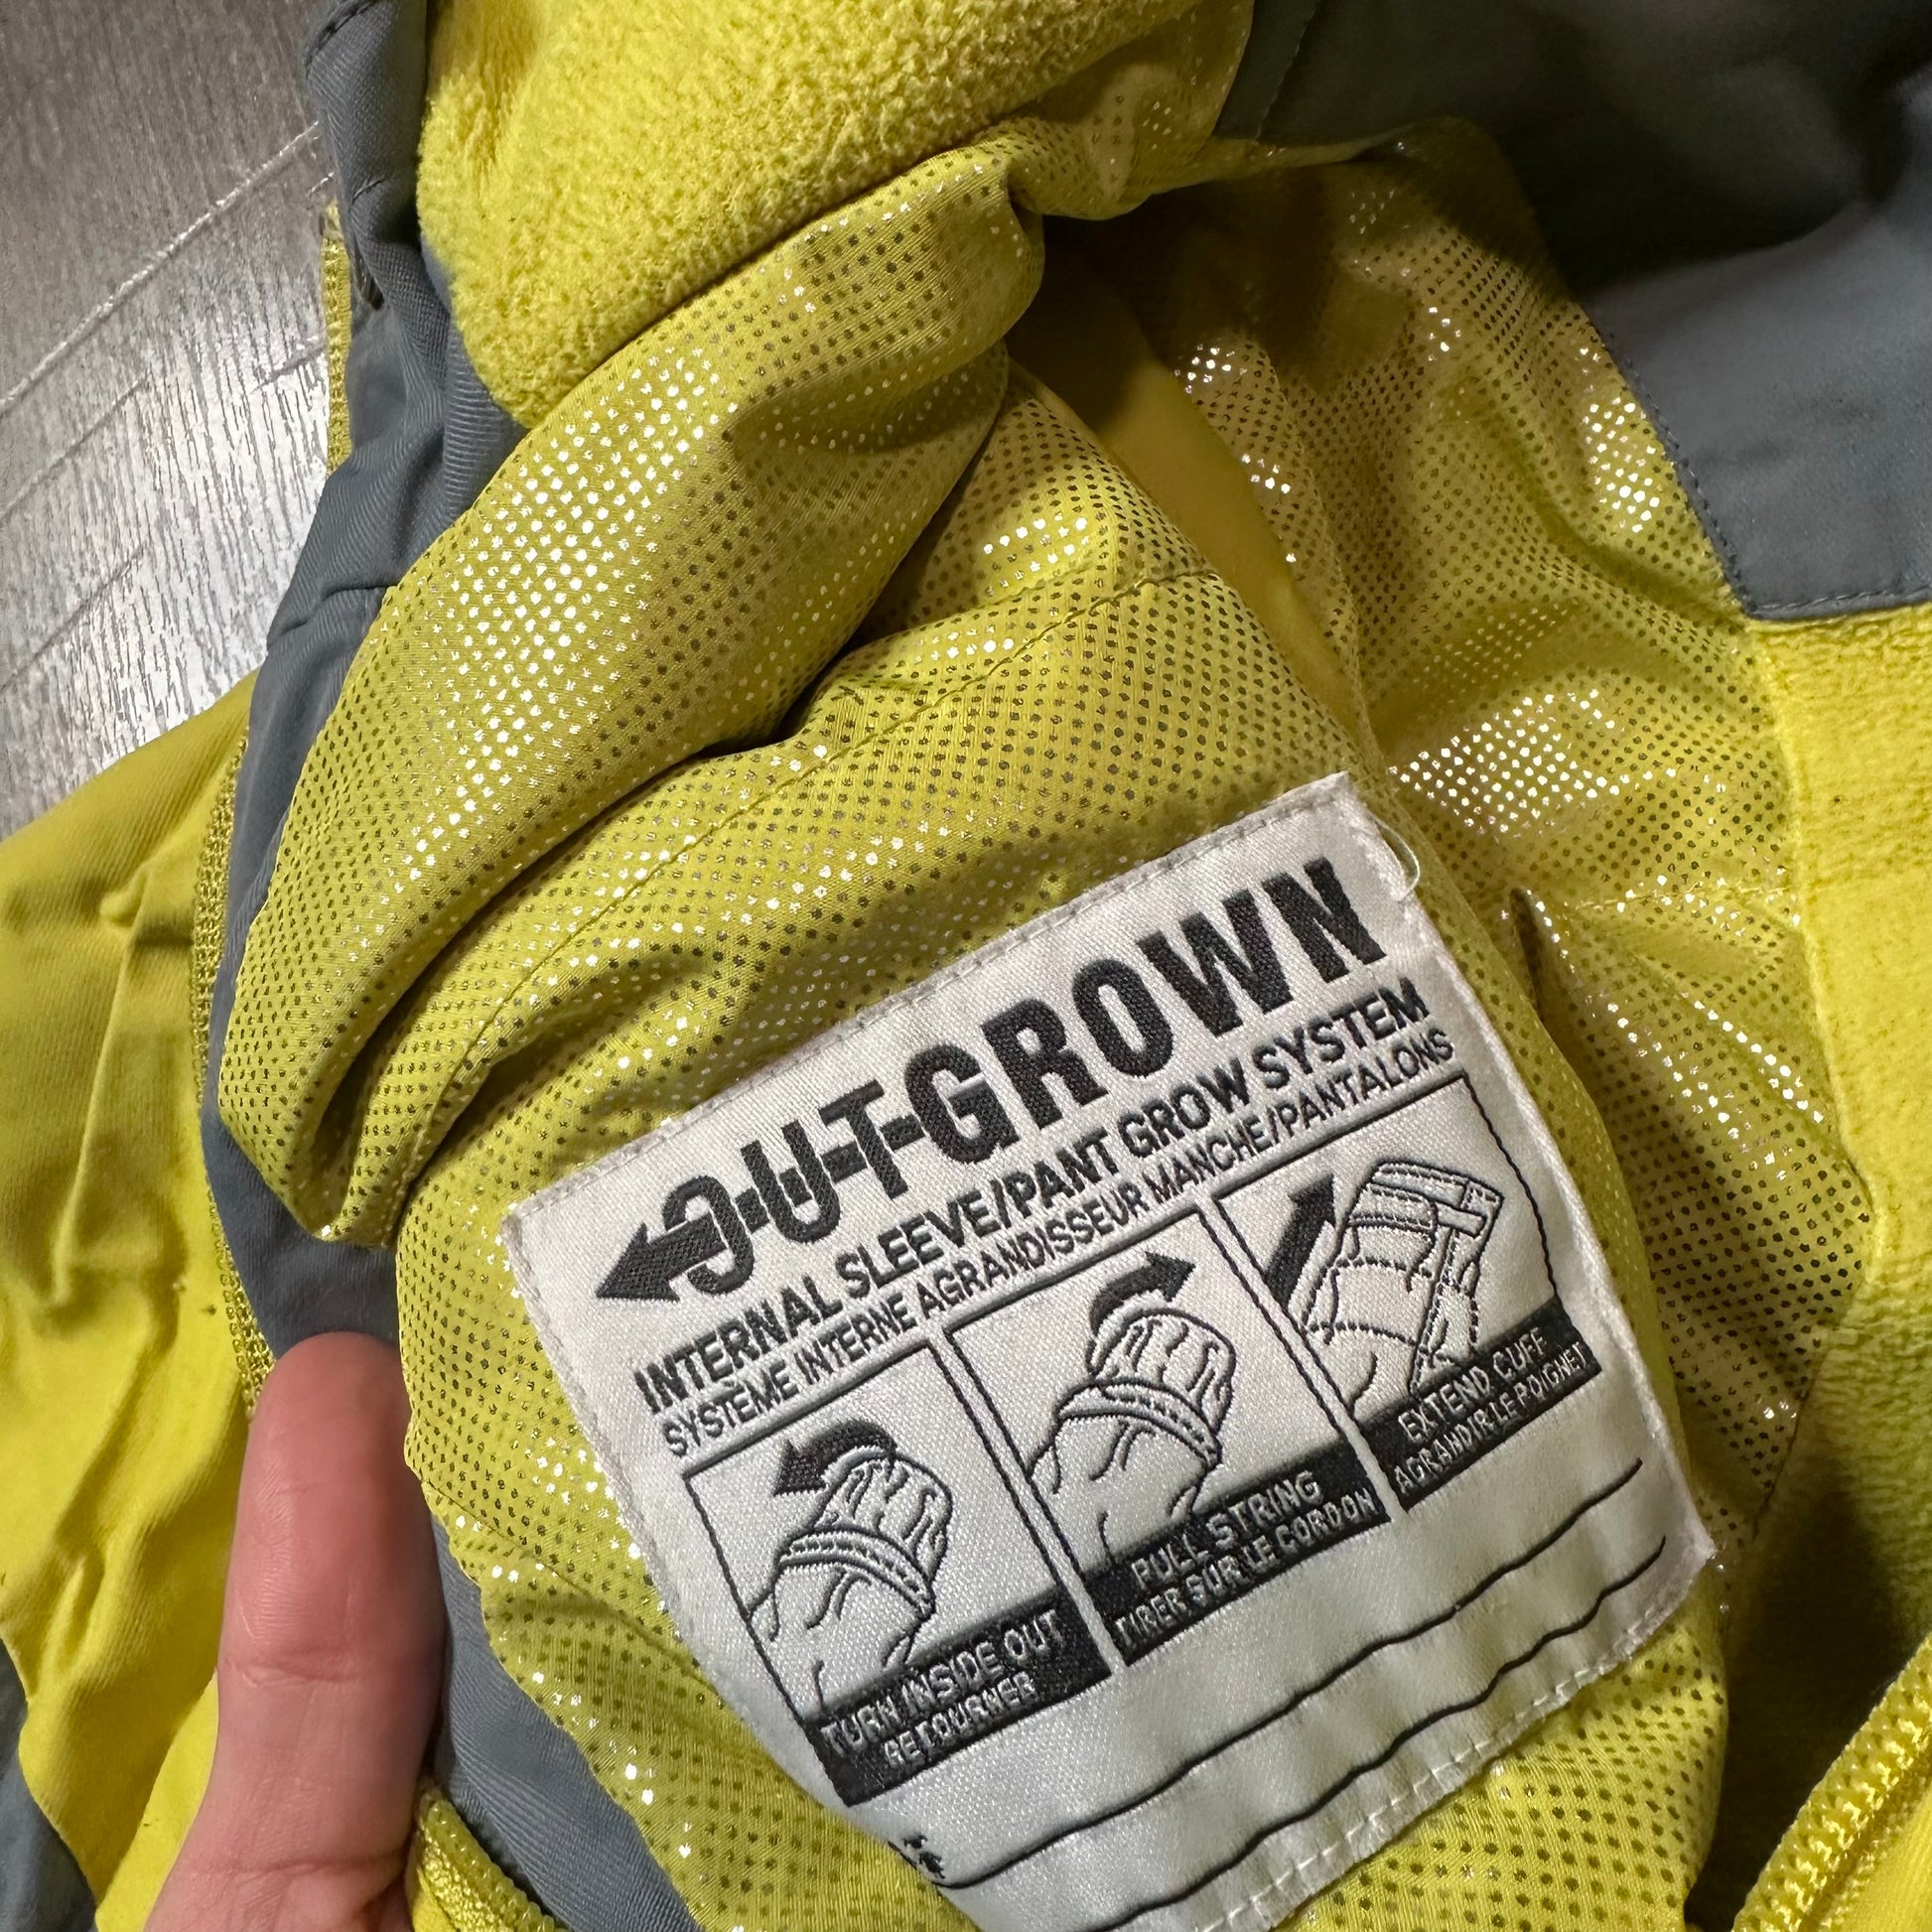 OUT-GROWN
INTERNAL SLEEVE/PANT GROW SYSTEM
SYSTÈME INTERNE AGRANDISSEUR MANCHE/PANTALONS
TURN INSIDE OUT
RETOURNER
PULL STRING
TIRER SUR LE CORDON
EXTEND CUFF
AGRANDIR LE POIGNET